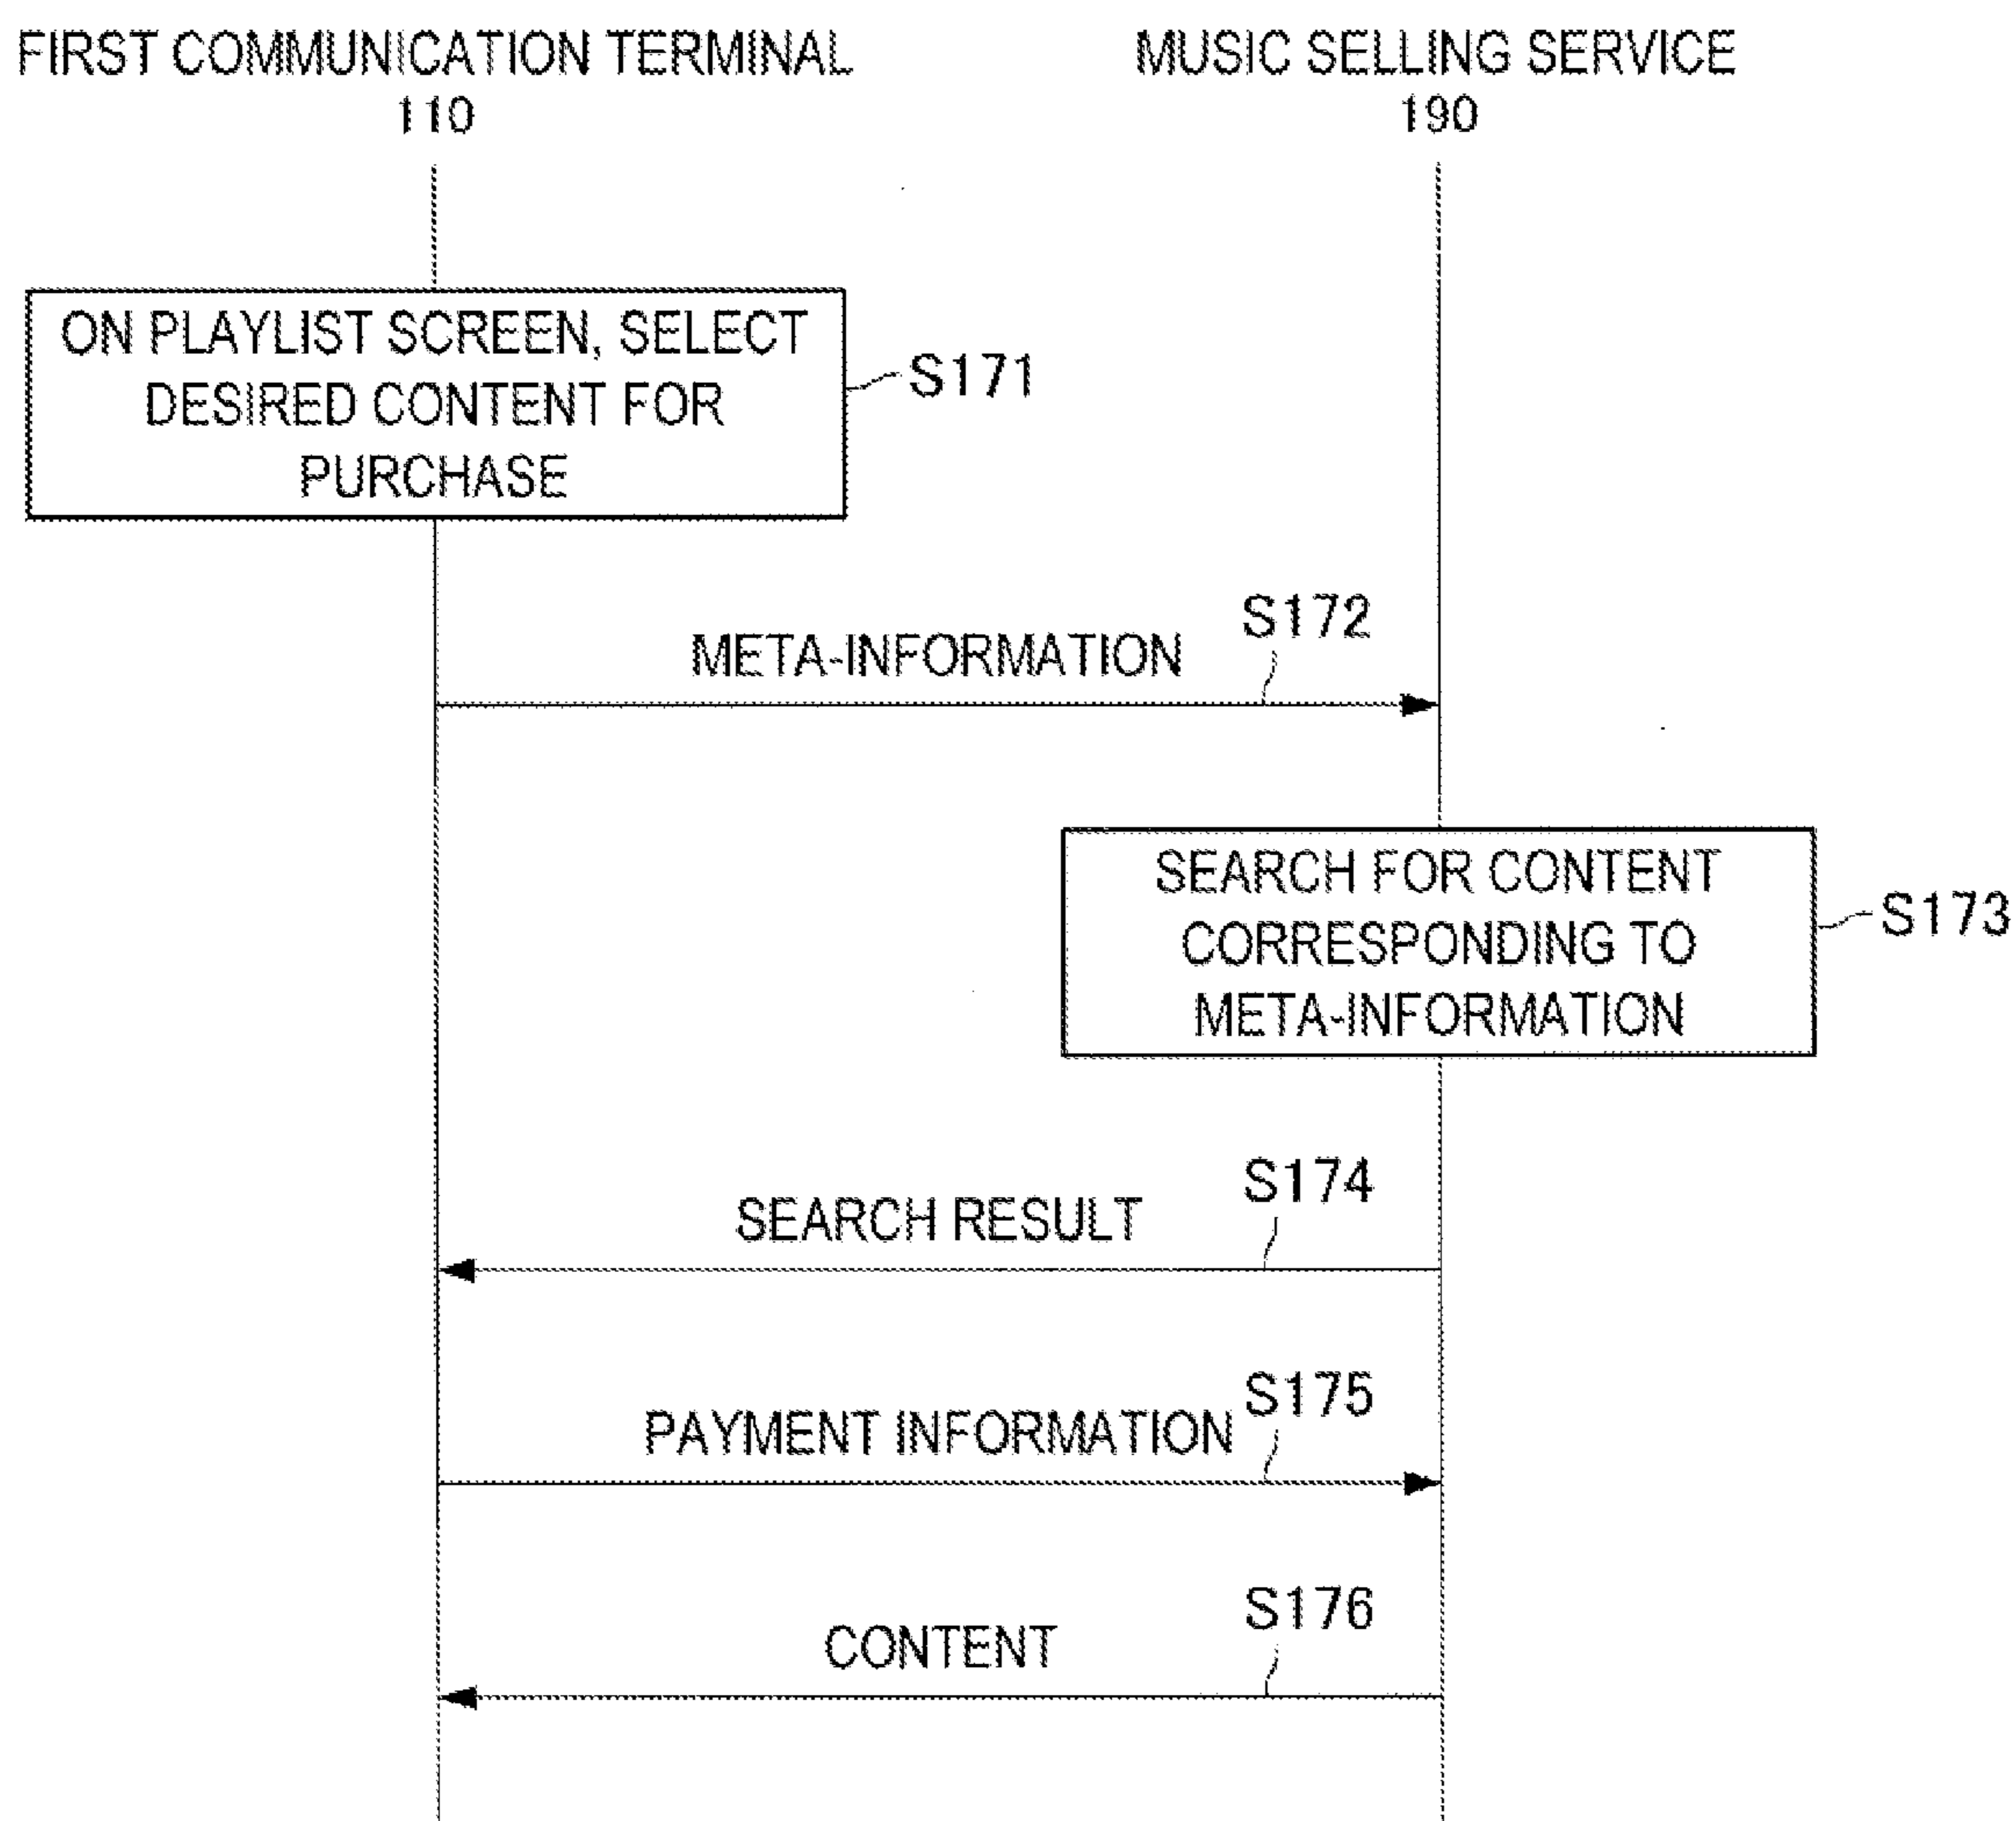 FIRST COMMUNICATION TERMINAL
110
MUSIC SELLING SERVICE
190
ON PLAYLIST SCREEN, SELECT
DESIRED CONTENT FOR
PURCHASE
S171
S172
META-INFORMATION
SEARCH FOR CONTENT
CORRESPONDING TO
META-INFORMATION
S173
S174
SEARCH RESULT
S175
PAYMENT INFORMATION
S176
CONTENT